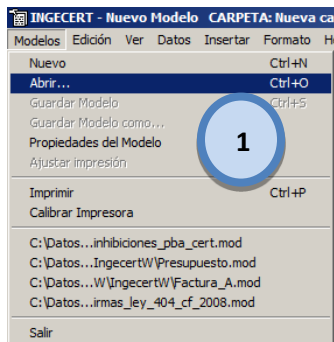 INGECERT - Nuevo Modelo CARPETA: Nueva ca
Modelos Edición Ver Datos Insertar Formato H
Nuevo Ctrl+N
Abrir... Ctrl+O
Guardar Modelo Ctrl+S
Guardar Modelo como...
Propiedades del Modelo
Ajustar impresión
1
Imprimir Ctrl+P
Calibrar Impresora
C:\Datos...inhibiciones_pba_cert.mod
C:\Datos...IngecertW\Presupuesto.mod
C:\Datos...W\IngecertW\Factura_A.mod
C:\Datos...irmas_ley_404_cf_2008.mod
Salir